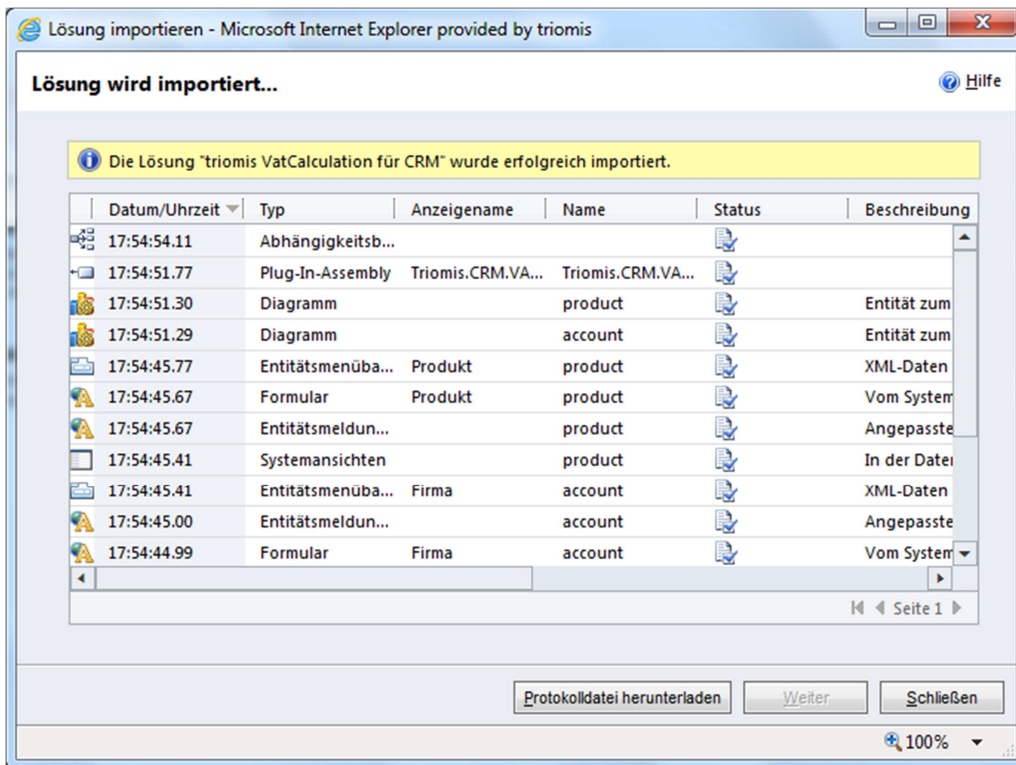 Lösung importieren - Microsoft Internet Explorer provided by triomis
Lösung wird importiert...
Hilfe
Die Lösung "triomis VatCalculation für CRM" wurde erfolgreich importiert.
Datum/Uhrzeit Typ Anzeigename Name Status Beschreibung
17:54:54.11 Abhängigkeitsb...
17:54:51.77 Plug-In-Assembly Triomis.CRM.VA... Triomis.CRM.VA...
17:54:51.30 Diagramm product Entität zum
17:54:51.29 Diagramm account Entität zum
17:54:45.77 Entitätsmenüba... Produkt product XML-Daten
17:54:45.67 Formular Produkt product Vom System
17:54:45.67 Entitätsmeldun... product Angepasste
17:54:45.41 Systemansichten product In der Daten
17:54:45.41 Entitätsmenüba... Firma account XML-Daten
17:54:45.00 Entitätsmeldun... account Angepasste
17:54:44.99 Formular Firma account Vom System
Seite 1
Protokolldatei herunterladen Weiter Schließen
100%